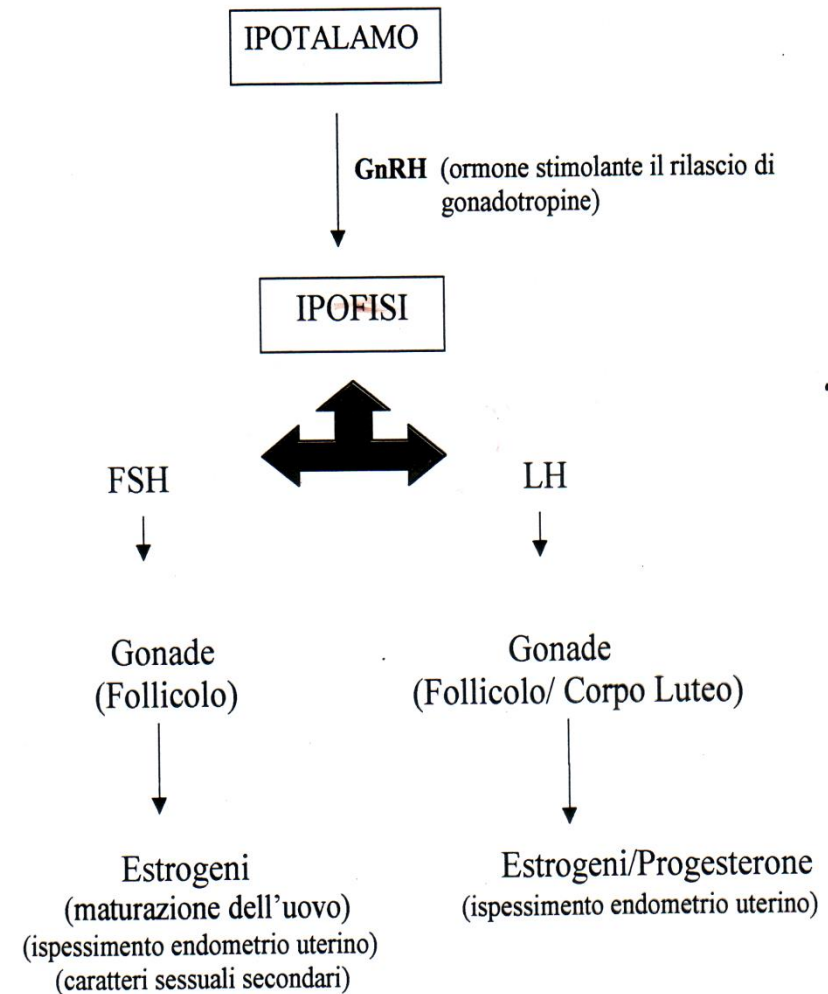 IPOTALAMO
GnRH (ormone stimolante il rilascio di
gonadotropine)
IPOFISI
FSH
LH
Gonade
(Follicolo)
Gonade
(Follicolo/ Corpo Luteo)
Estrogeni
(maturazione dell'uovo)
(ispessimento endometrio uterino)
(caratteri sessuali secondari)
Estrogeni/Progesterone
(ispessimento endometrio uterino)